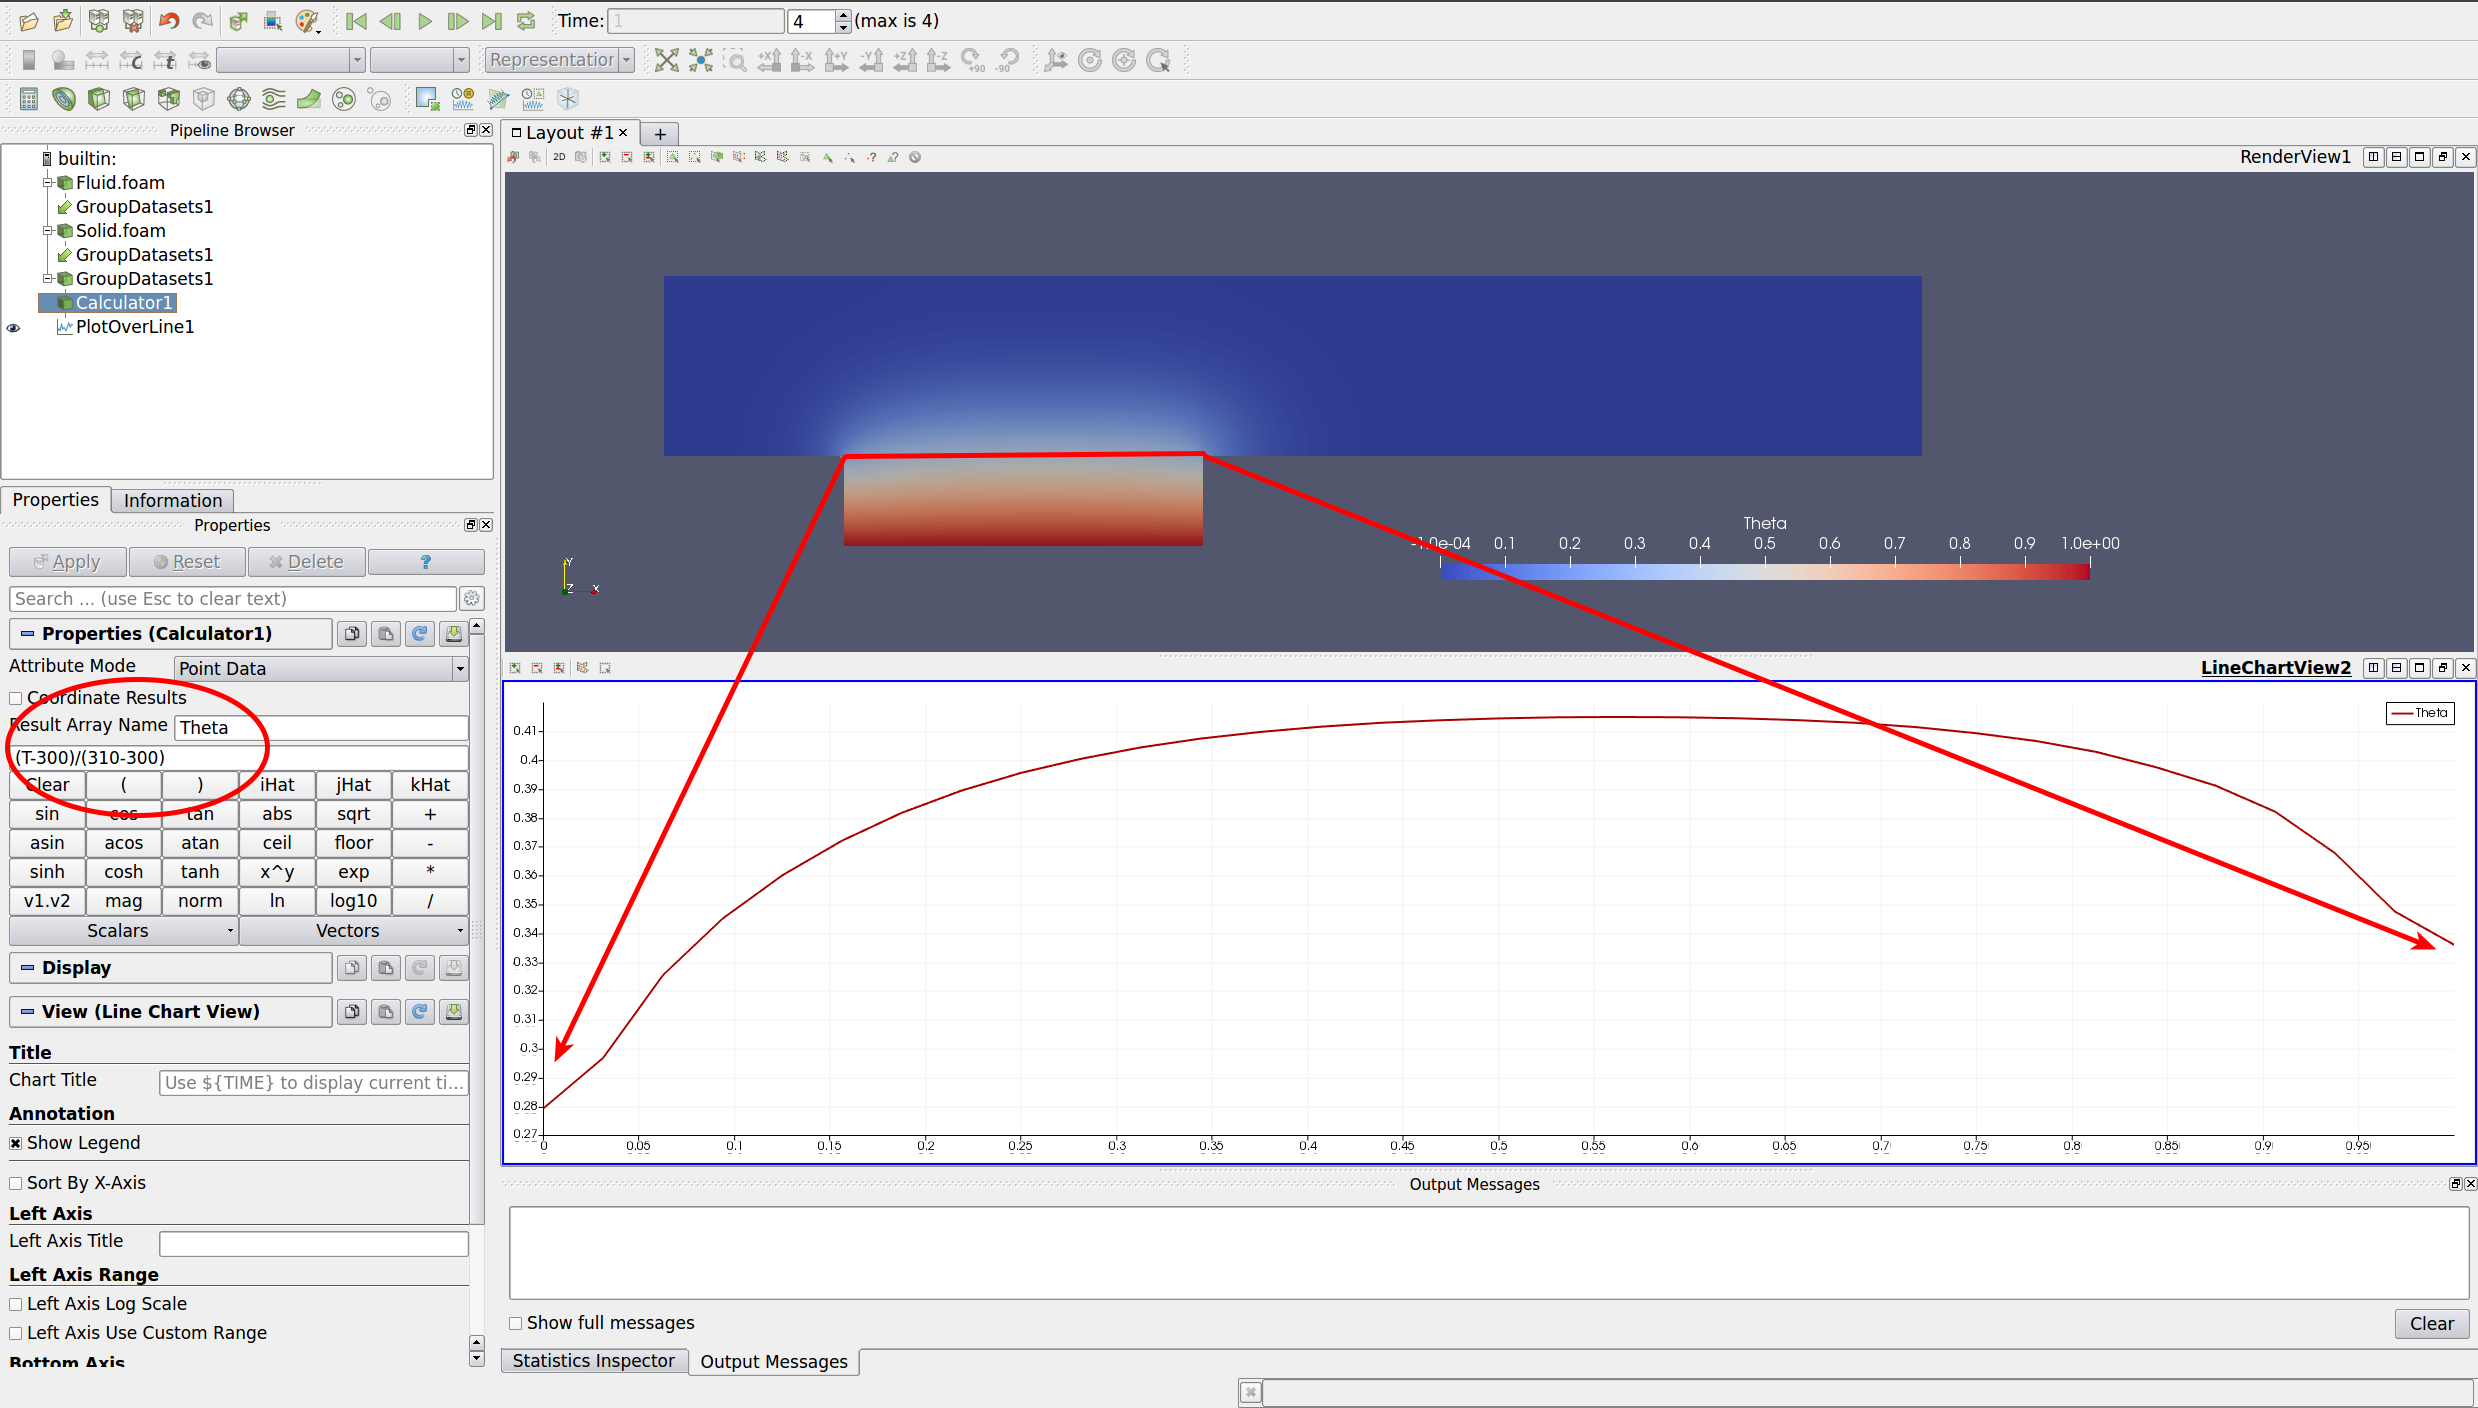 Time: 1 4 (max is 4)
Representation
+X -X +Y -Y +Z -Z +90 -90
Pipeline Browser
builtin:
Fluid.foam
GroupDatasets1
Solid.foam
GroupDatasets1
GroupDatasets1
Calculator1
PlotOverLine1
Properties Information
Properties
Apply Reset Delete ?
Search ... (use Esc to clear text)
Properties (Calculator1)
Attribute Mode Point Data
Coordinate Results
Result Array Name Theta
(T-300)/(310-300)
Clear ( ) iHat jHat kHat
sin cos tan abs sqrt +
asin acos atan ceil floor -
sinh cosh tanh x^y exp *
v1.v2 mag norm ln log10 /
Scalars Vectors
Display
View (Line Chart View)
Title
Chart Title Use ${TIME} to display current ti...
Annotation
Show Legend
Sort By X-Axis
Left Axis
Left Axis Title
Left Axis Range
Left Axis Log Scale
Left Axis Use Custom Range
Bottom Axis
Layout #1 +
2D
RenderView1
Theta
-1.0e-04 0.1 0.2 0.3 0.4 0.5 0.6 0.7 0.8 0.9 1.0e+00
Y
Z X
LineChartView2
Theta
0.41
0.4
0.39
0.38
0.37
0.36
0.35
0.34
0.33
0.32
0.31
0.3
0.29
0.28
0.27
0 0.05 0.1 0.15 0.2 0.25 0.3 0.35 0.4 0.45 0.5 0.55 0.6 0.65 0.7 0.75 0.8 0.85 0.9 0.95
Output Messages
Show full messages
Clear
Statistics Inspector Output Messages